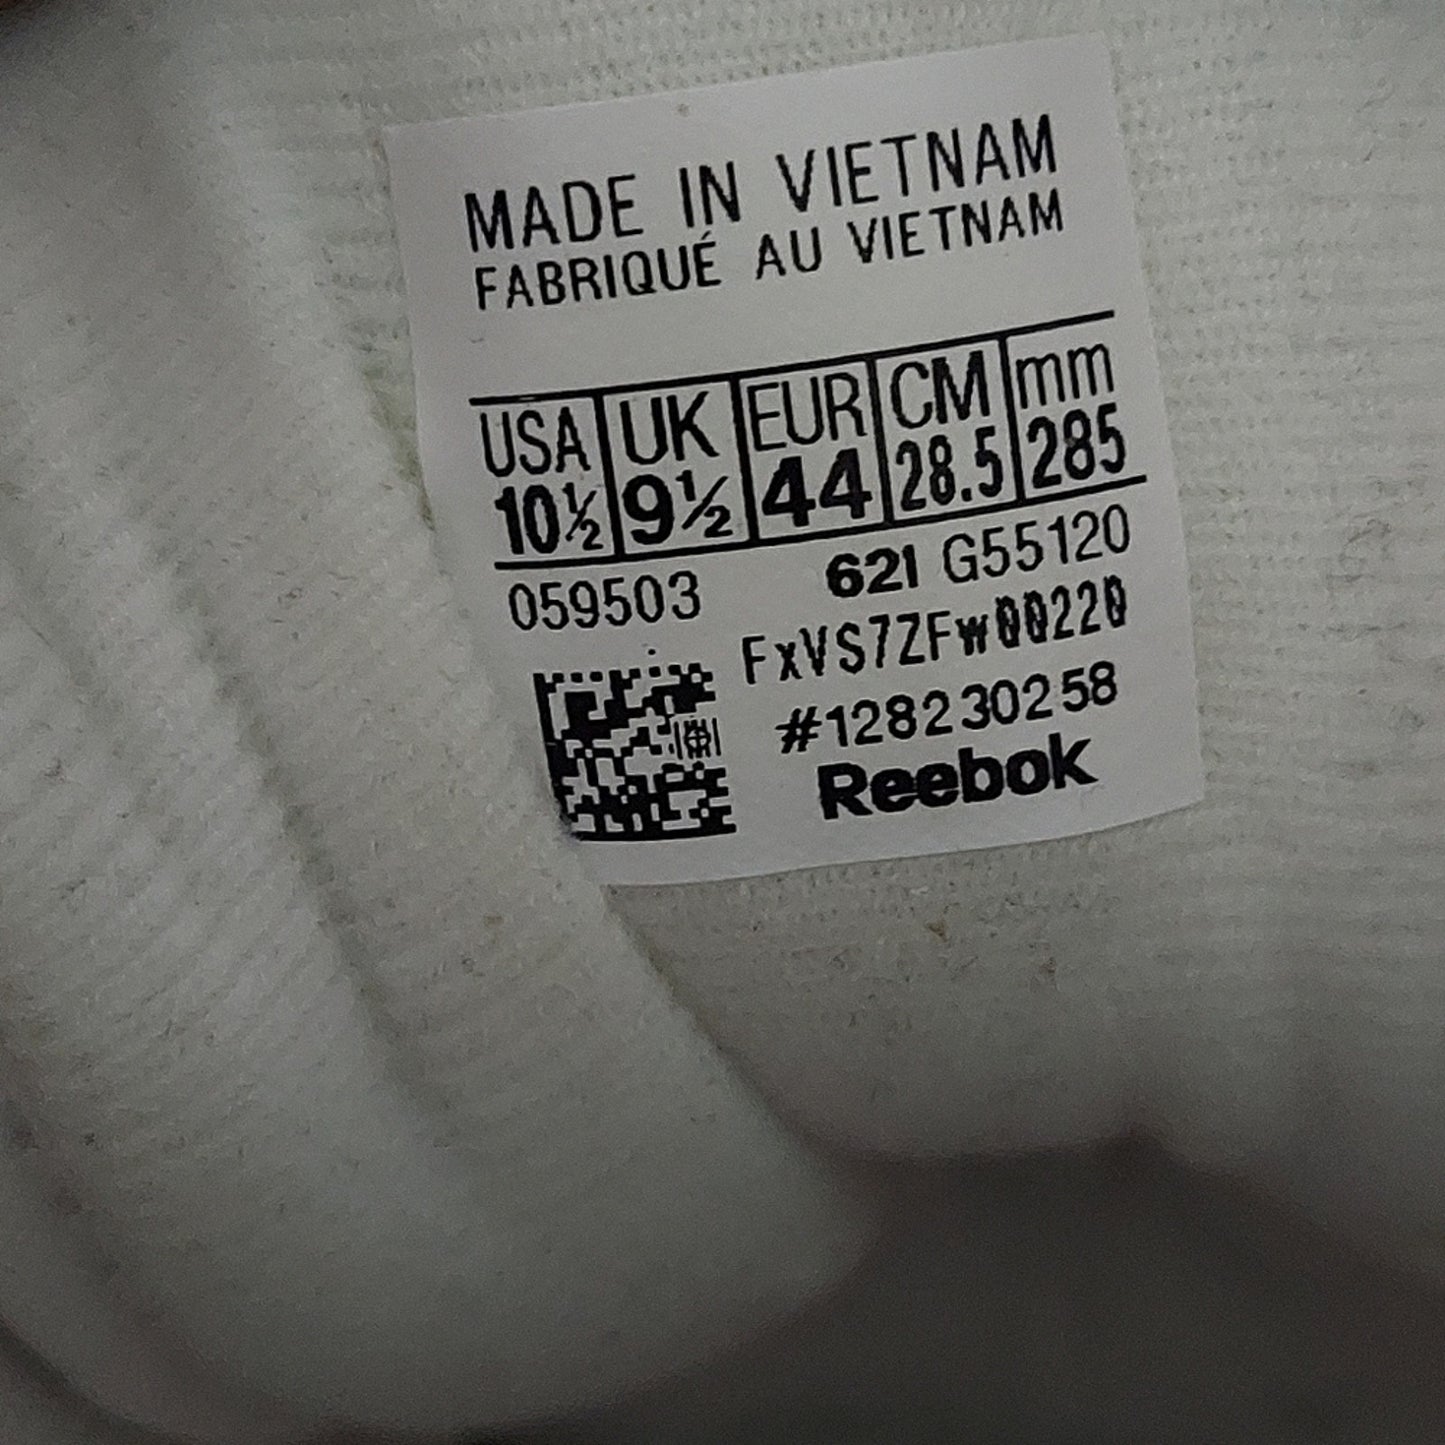 MADE IN VIETNAM
FABRIQUÉ AU VIETNAM
USA UK EUR CM mm
10½ 9½ 44 28.5 285
059503 62I G55120
FxVS7ZFw00220
#128230258
Reebok